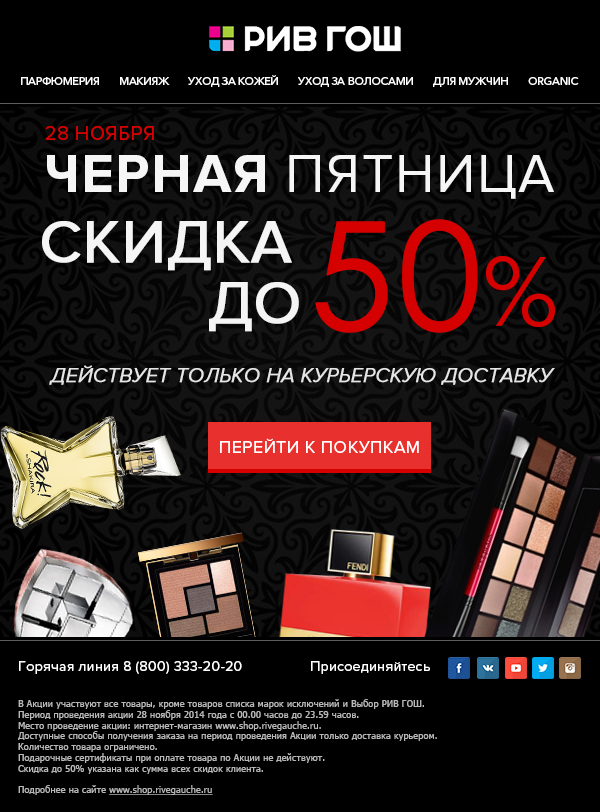 РИВ ГОШ
ПАРФЮМЕРИЯ МАКИЯЖ УХОД ЗА КОЖЕЙ УХОД ЗА ВОЛОСАМИ ДЛЯ МУЖЧИН ORGANIC
28 НОЯБРЯ
ЧЕРНАЯ ПЯТНИЦА
СКИДКА
ДО 50%
ДЕЙСТВУЕТ ТОЛЬКО НА КУРЬЕРСКУЮ ДОСТАВКУ
ПЕРЕЙТИ К ПОКУПКАМ
Rock!
by SHAKIRA
FENDI
Горячая линия 8 (800) 333-20-20 Присоединяйтесь
В Акции участвуют все товары, кроме товаров списка марок исключений и Выбор РИВ ГОШ.
Период проведения акции 28 ноября 2014 года с 00.00 часов до 23.59 часов.
Место проведение акции: интернет-магазин www.shop.rivegauche.ru.
Доступные способы получения заказа на период проведения Акции только доставка курьером.
Количество товара ограничено.
Подарочные сертификаты при оплате товара по Акции не действуют.
Скидка до 50% указана как сумма всех скидок клиента.
Подробнее на сайте www.shop.rivegauche.ru